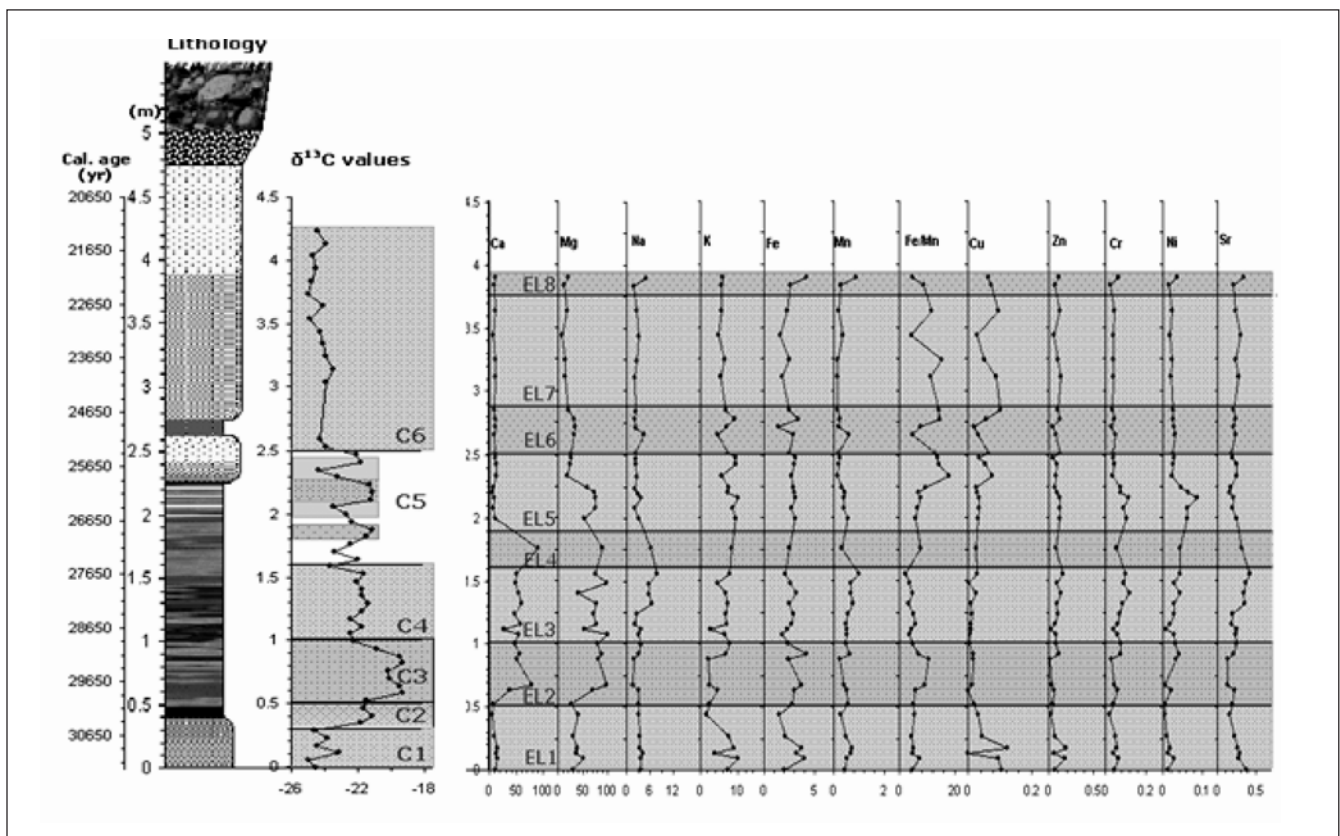 Lithology
(m)
Cal. age
(yr)
δ¹³C values
5
20650
4.5
21650
4
22650
3.5
23650
3
24650
2.5
25650
2
26650
1.5
27650
28650
1
29650
0.5
30650
0
4.5
4
3.5
3
2.5
2
1.5
1
0.5
0
C6
C5
C4
C3
C2
C1
-26 -22 -18
4.5
4
3.5
3
2.5
2
1.5
1
0.5
0
Ca Mg Na K Fe Mn Fe/Mn Cu Zn Cr Ni Sr
EL8
EL7
EL6
EL5
EL4
EL3
EL2
EL1
0 50 100 0 50 100 0 6 12 0 10 0 5 0 2 0 20 0 0.2 0 0.5 0 0.2 0 0.1 0 0.5